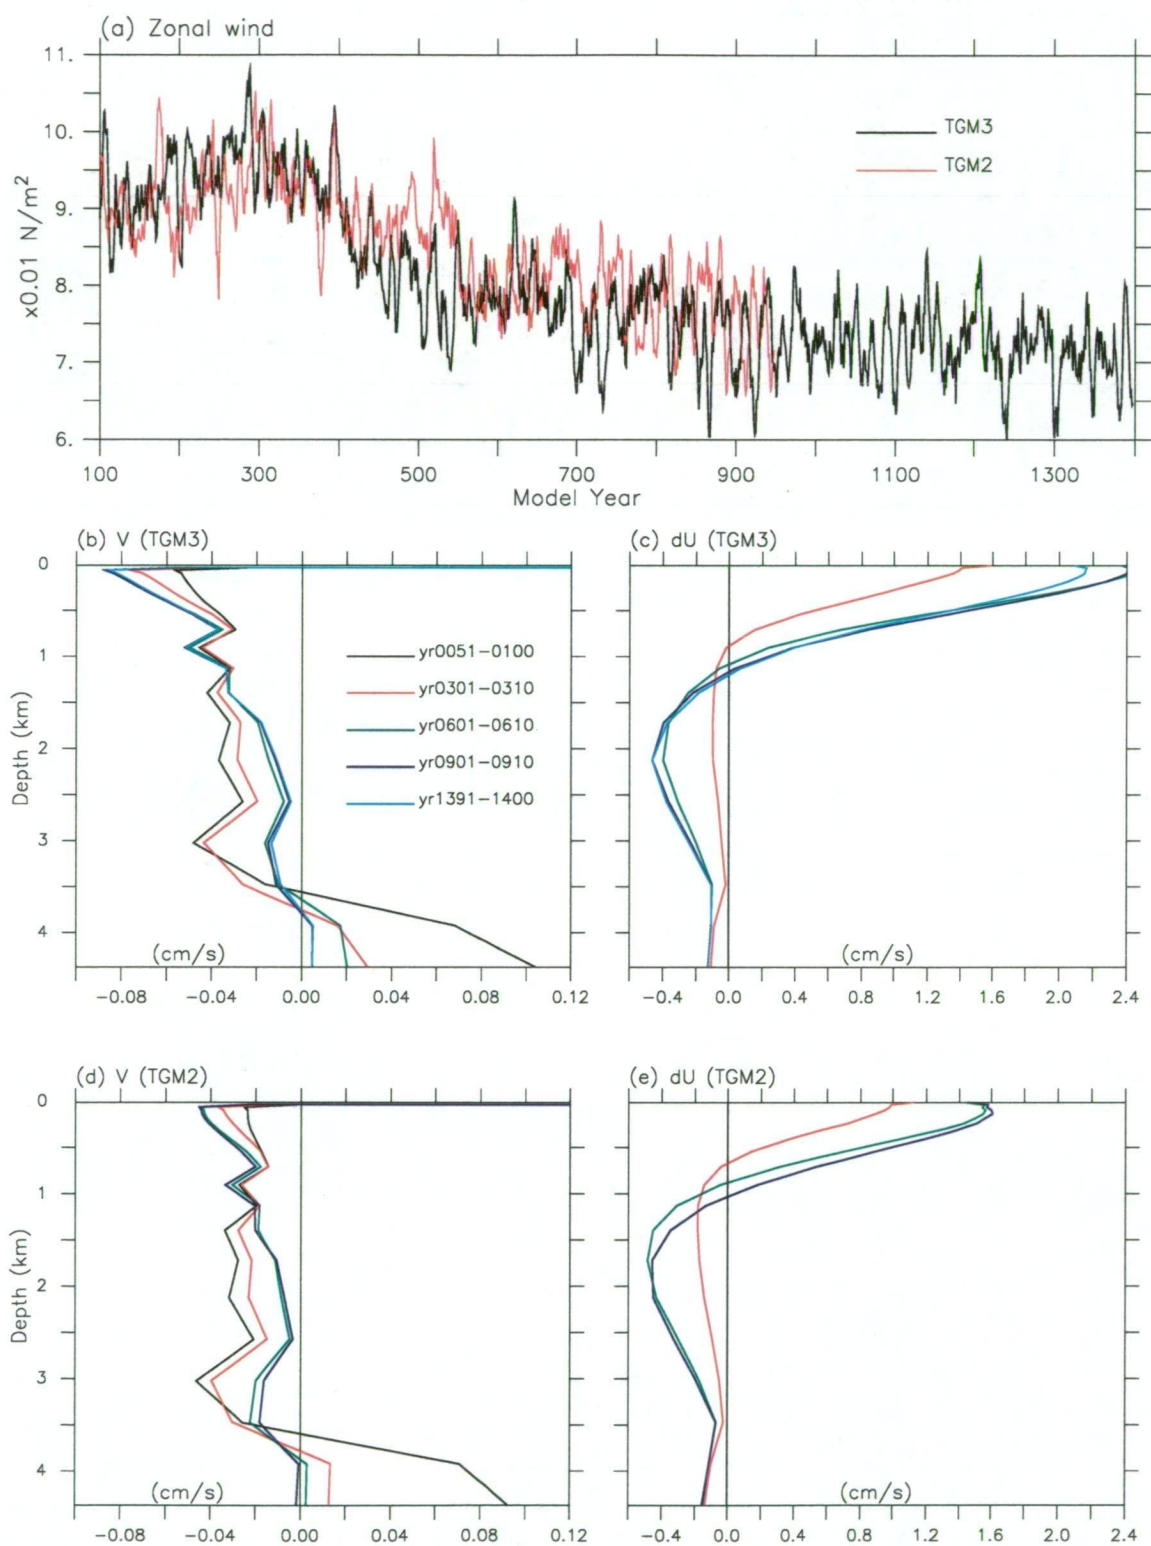 (a) Zonal wind
11.
10.
9.
8.
7.
6.
x0.01 N/m²
TGM3
TGM2
100 300 500 700 900 1100 1300
Model Year
(b) V (TGM3)
0
1
2
3
4
Depth (km)
yr0051-0100
yr0301-0310
yr0601-0610
yr0901-0910
yr1391-1400
(cm/s)
-0.08 -0.04 0.00 0.04 0.08 0.12
(c) dU (TGM3)
(cm/s)
-0.4 0.0 0.4 0.8 1.2 1.6 2.0 2.4
(d) V (TGM2)
0
1
2
3
4
Depth (km)
(cm/s)
-0.08 -0.04 0.00 0.04 0.08 0.12
(e) dU (TGM2)
(cm/s)
-0.4 0.0 0.4 0.8 1.2 1.6 2.0 2.4